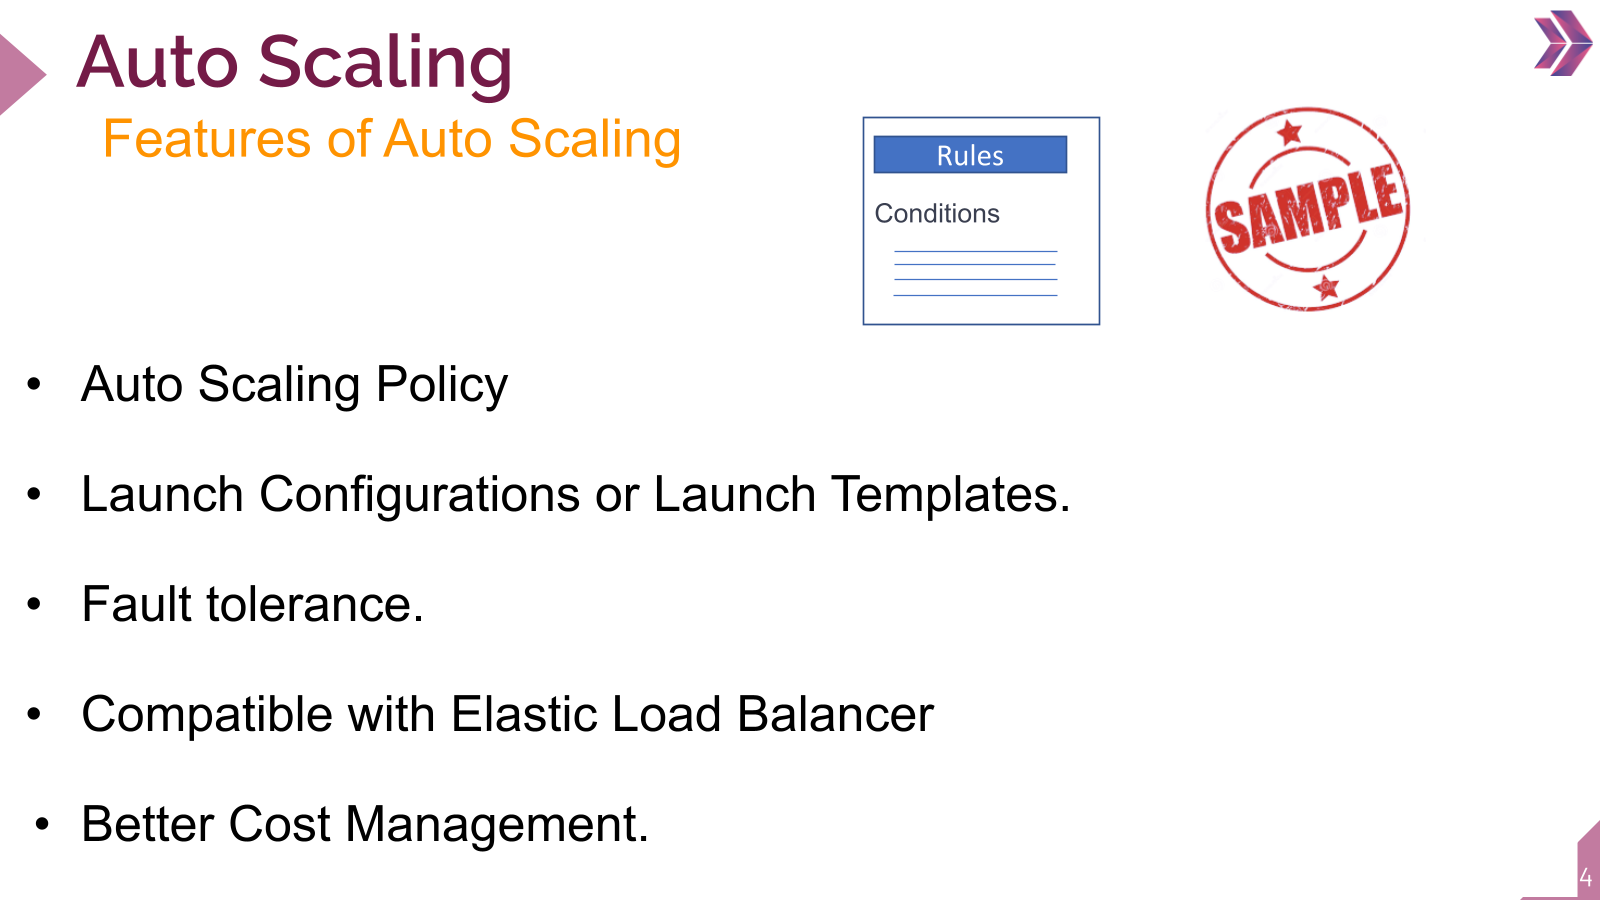 Auto Scaling
Features of Auto Scaling
Rules
Conditions
SAMPLE
• Auto Scaling Policy
• Launch Configurations or Launch Templates.
• Fault tolerance.
• Compatible with Elastic Load Balancer
• Better Cost Management.
4